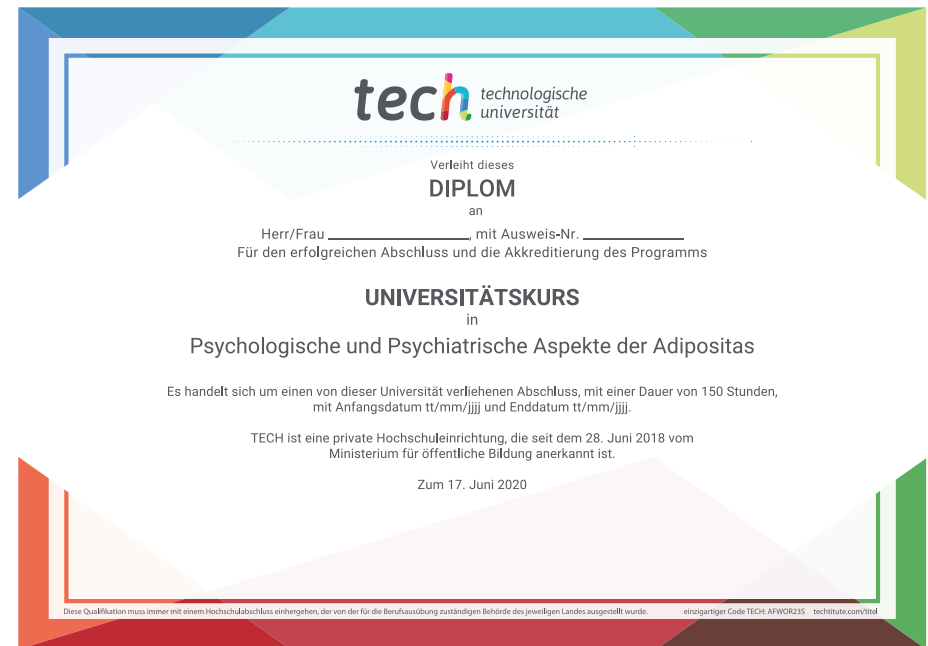 tech technologische
universität
Verleiht dieses
DIPLOM
an
Herr/Frau ____________________, mit Ausweis-Nr. ______________
Für den erfolgreichen Abschluss und die Akkreditierung des Programms
UNIVERSITÄTSKURS
in
Psychologische und Psychiatrische Aspekte der Adipositas
Es handelt sich um einen von dieser Universität verliehenen Abschluss, mit einer Dauer von 150 Stunden,
mit Anfangsdatum tt/mm/jjjj und Enddatum tt/mm/jjjj.
TECH ist eine private Hochschuleinrichtung, die seit dem 28. Juni 2018 vom
Ministerium für öffentliche Bildung anerkannt ist.
Zum 17. Juni 2020
Diese Qualifikation muss immer mit einem Hochschulabschluss einhergehen, der von der für die Berufsausübung zuständigen Behörde des jeweiligen Landes ausgestellt wurde. einzigartiger Code TECH: AFWOR23S techtitute.com/titel